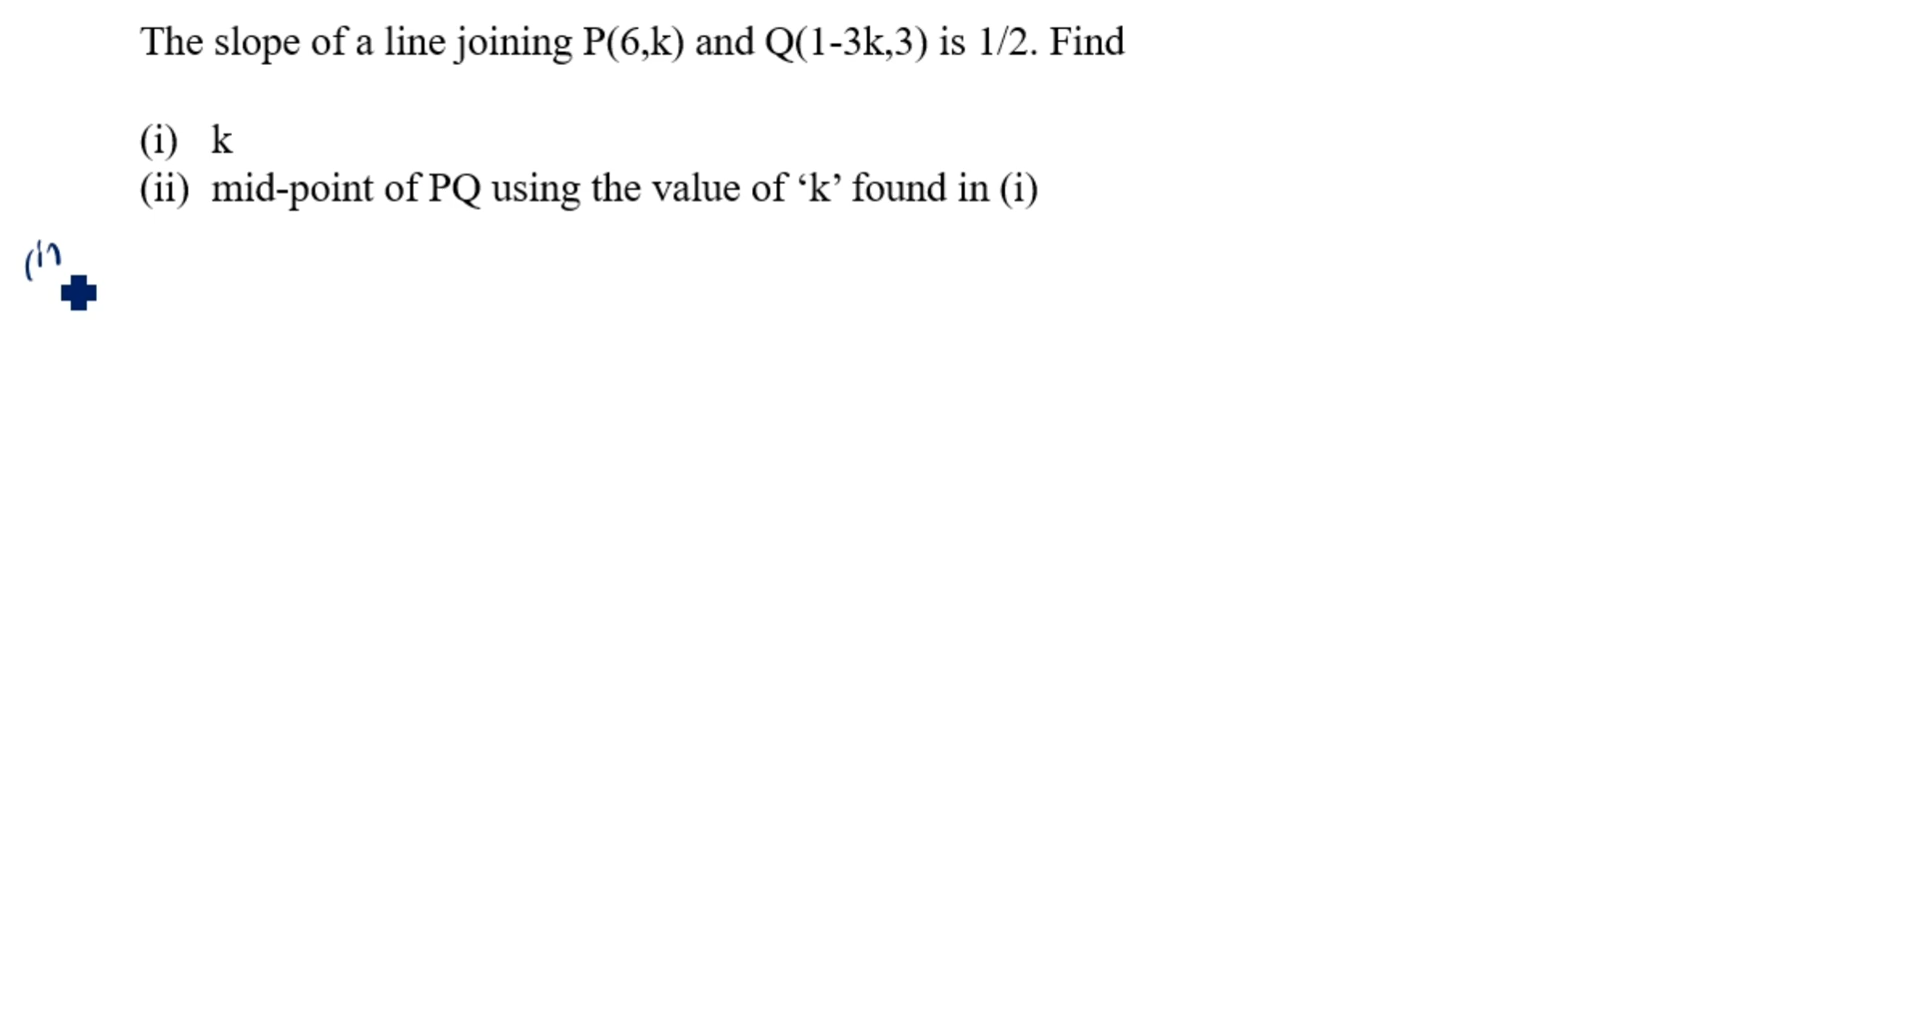 The slope of a line joining P(6,k) and Q(1-3k,3) is 1/2. Find
(i) k
(ii) mid-point of PQ using the value of ‘k’ found in (i)
(i)